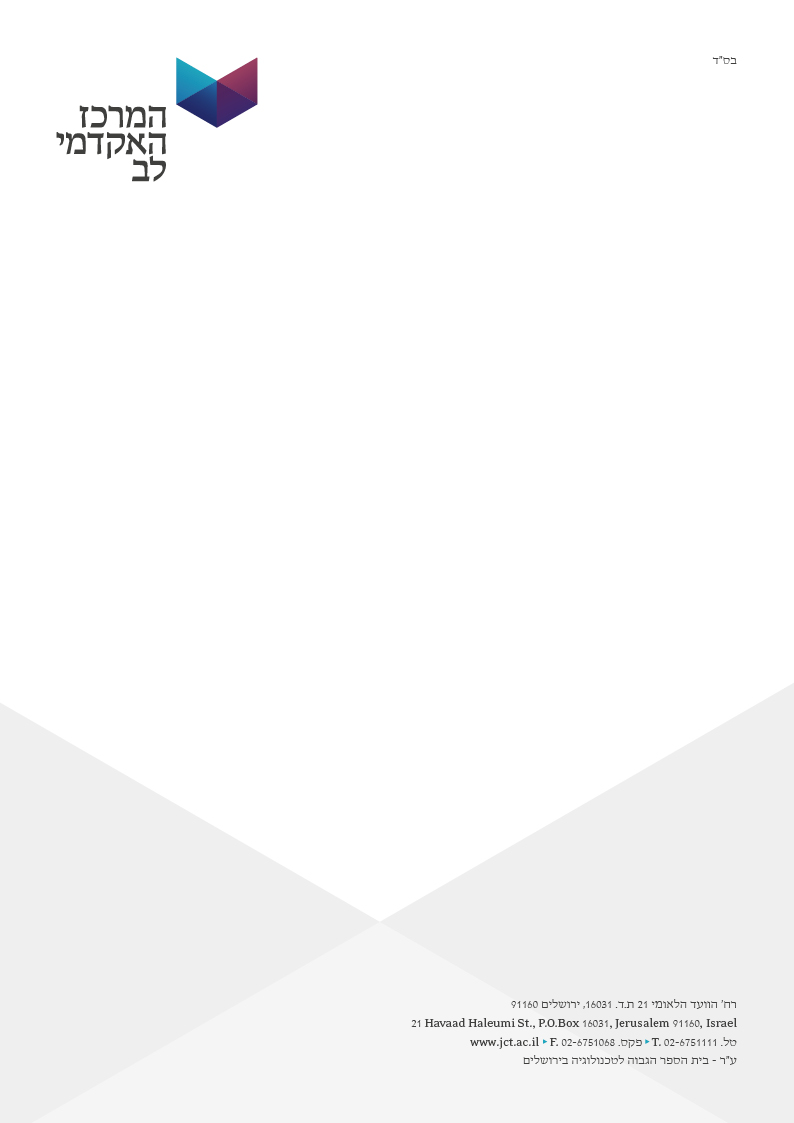 בס"ד
המרכז
האקדמי
לב
רח' הוועד הלאומי 21 ת.ד. 16031, ירושלים 91160
21 Havaad Haleumi St., P.O.Box 16031, Jerusalem 91160, Israel
טל. T. 02-6751111 ▸ פקס. F. 02-6751068 ▸ www.jct.ac.il
ע"ר - בית הספר הגבוה לטכנולוגיה בירושלים